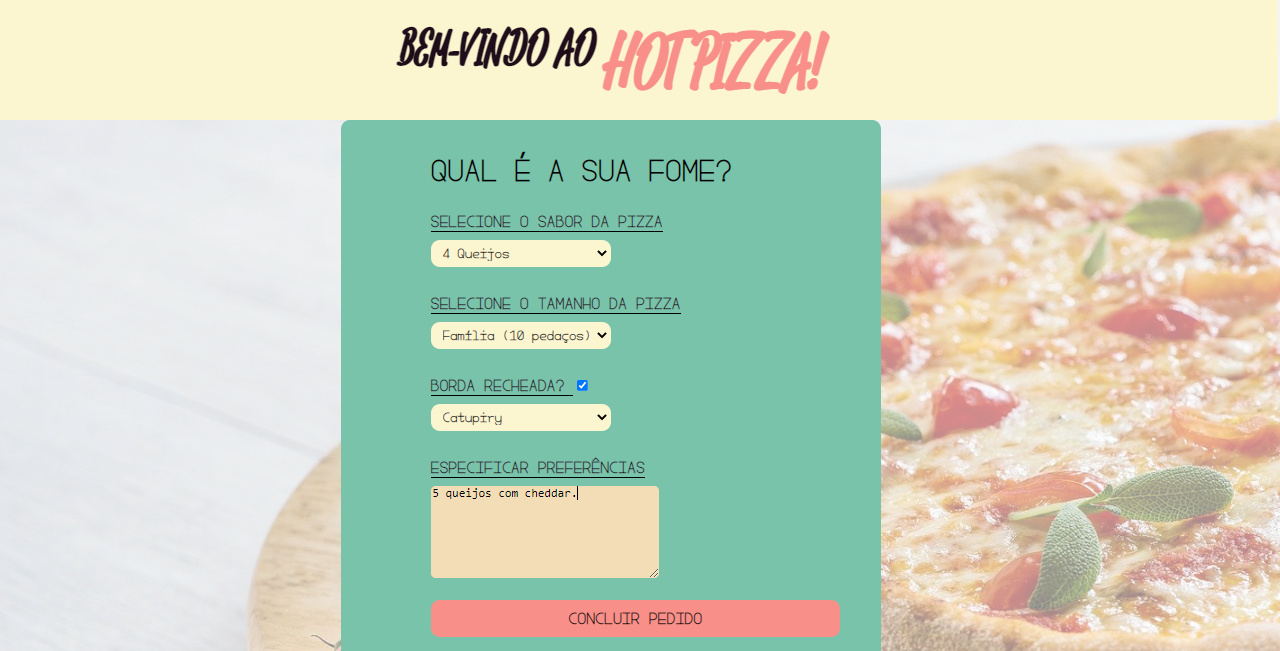 BEM-VINDO AO HOT PIZZA!
QUAL É A SUA FOME?
SELECIONE O SABOR DA PIZZA
4 Queijos
SELECIONE O TAMANHO DA PIZZA
Família (10 pedaços)
BORDA RECHEADA?
Catupiry
ESPECIFICAR PREFERÊNCIAS
5 queijos com cheddar.
CONCLUIR PEDIDO